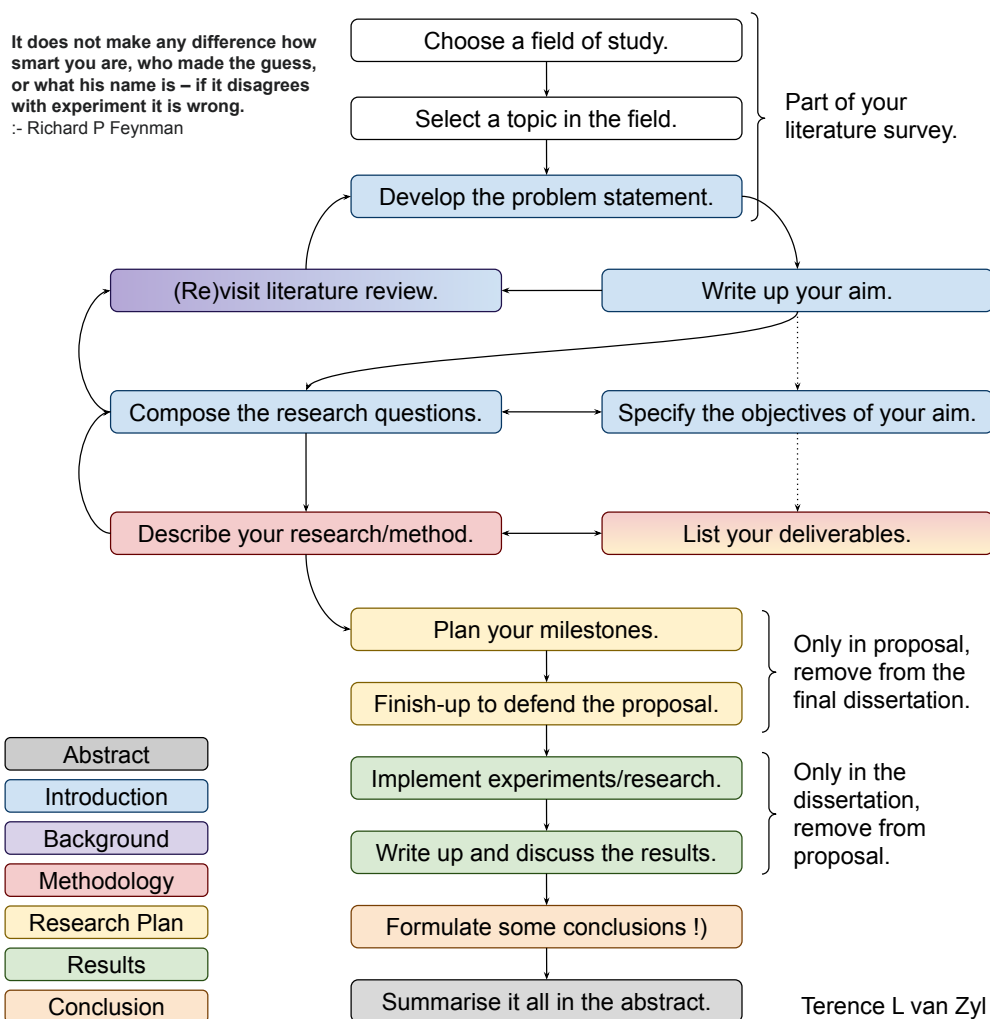 It does not make any difference how
smart you are, who made the guess,
or what his name is – if it disagrees
with experiment it is wrong.
:- Richard P Feynman
Choose a field of study.
Select a topic in the field.
Part of your
literature survey.
Develop the problem statement.
(Re)visit literature review.
Write up your aim.
Compose the research questions.
Specify the objectives of your aim.
Describe your research/method.
List your deliverables.
Plan your milestones.
Finish-up to defend the proposal.
Only in proposal,
remove from the
final dissertation.
Implement experiments/research.
Write up and discuss the results.
Only in the
dissertation,
remove from
proposal.
Formulate some conclusions !)
Summarise it all in the abstract.
Abstract
Introduction
Background
Methodology
Research Plan
Results
Conclusion
Terence L van Zyl